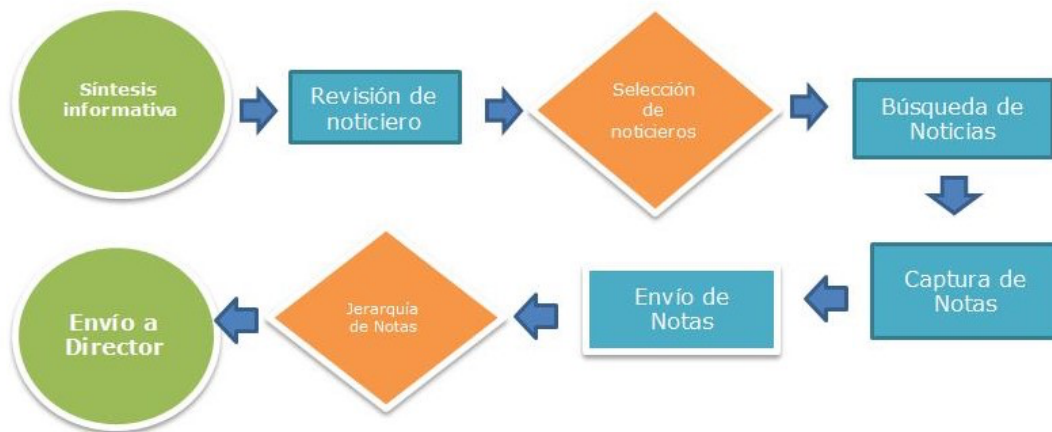 Síntesis
informativa
Revisión de
noticiero
Selección
de
noticieros
Búsqueda de
Noticias
Captura de
Notas
Envío de
Notas
Jerarquía
de Notas
Envío a
Director